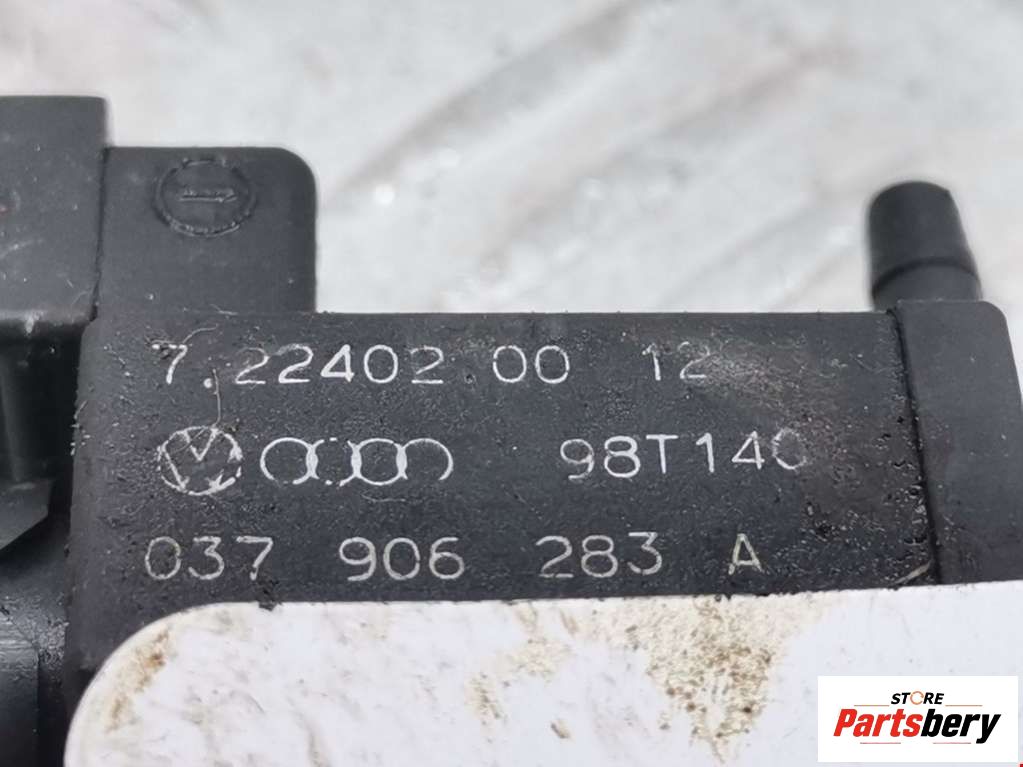 7.22402 00 12
98T140
037 906 283 A
STORE
Partsbery